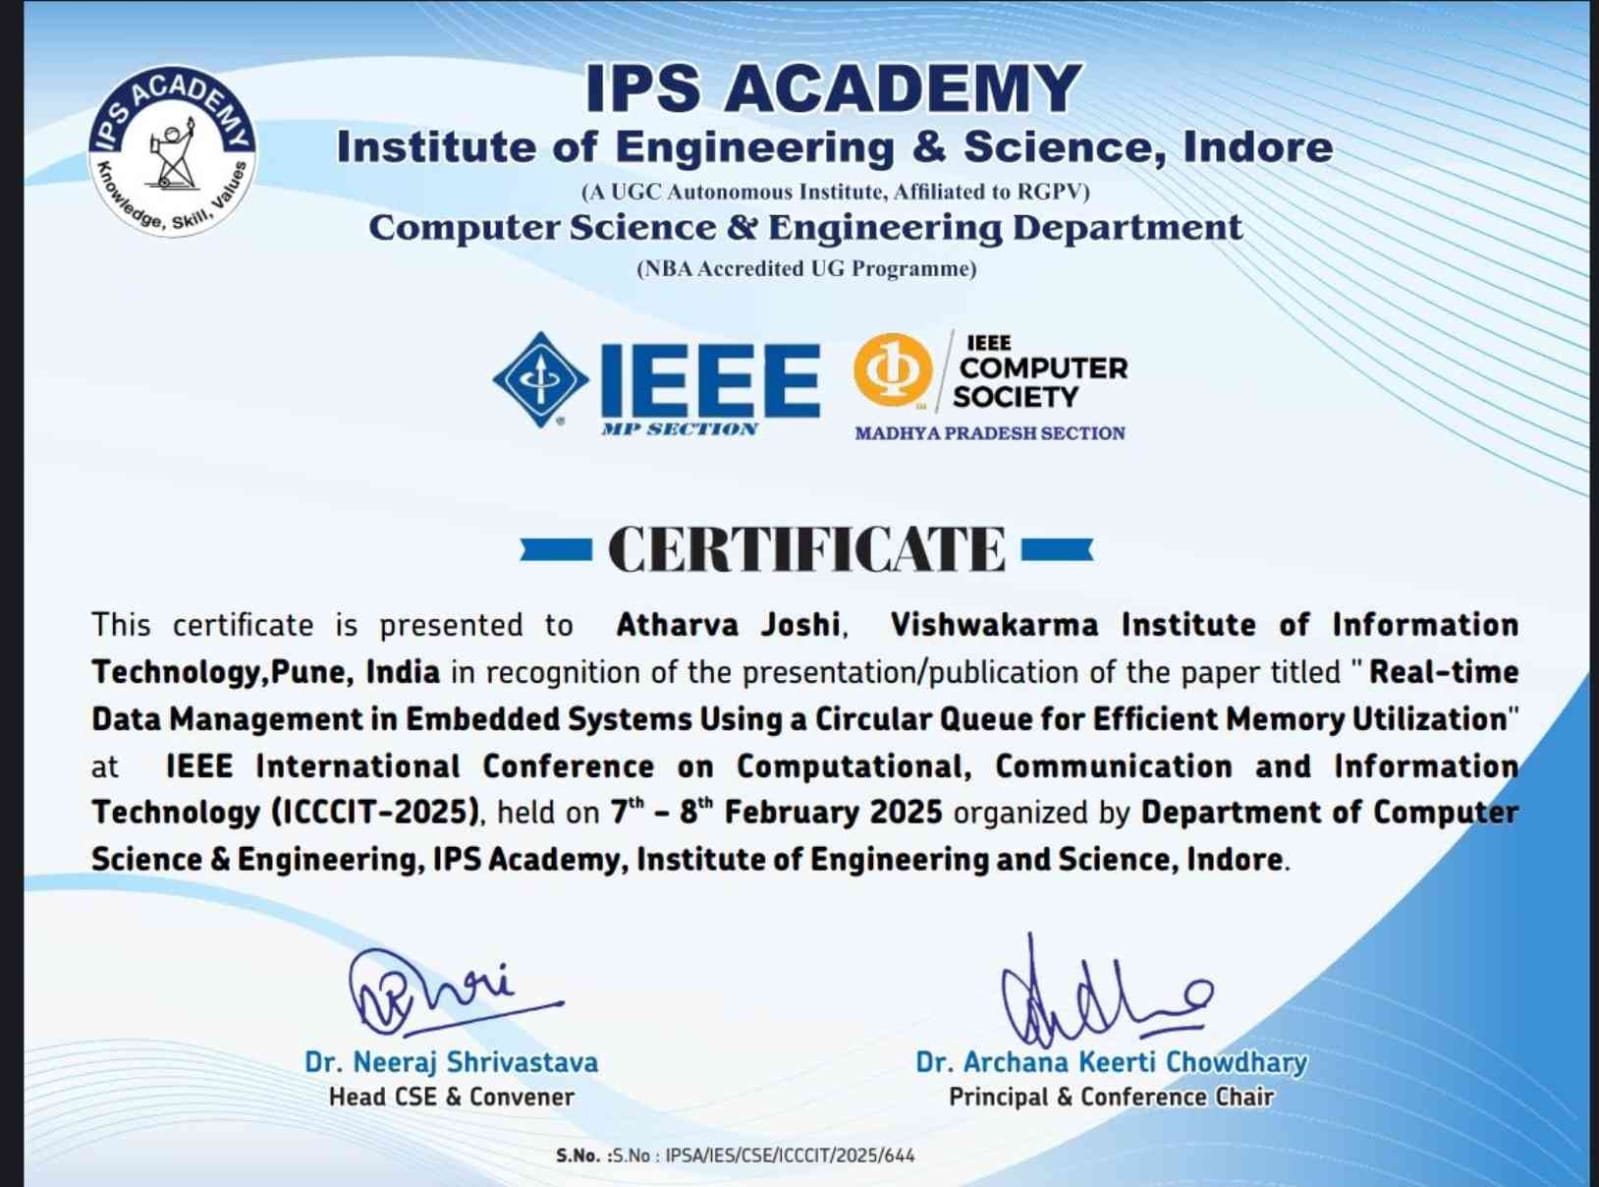 IPS ACADEMY
Knowledge, Skill, Values
IPS ACADEMY
Institute of Engineering & Science, Indore
(A UGC Autonomous Institute, Affiliated to RGPV)
Computer Science & Engineering Department
(NBA Accredited UG Programme)
IEEE
MP SECTION
IEEE
COMPUTER
SOCIETY
MADHYA PRADESH SECTION
CERTIFICATE
This certificate is presented to Atharva Joshi, Vishwakarma Institute of Information
Technology,Pune, India in recognition of the presentation/publication of the paper titled "Real-time
Data Management in Embedded Systems Using a Circular Queue for Efficient Memory Utilization"
at IEEE International Conference on Computational, Communication and Information
Technology (ICCCIT-2025), held on 7th - 8th February 2025 organized by Department of Computer
Science & Engineering, IPS Academy, Institute of Engineering and Science, Indore.
Dr. Neeraj Shrivastava
Head CSE & Convener
Dr. Archana Keerti Chowdhary
Principal & Conference Chair
S.No. :S.No : IPSA/IES/CSE/ICCCIT/2025/644